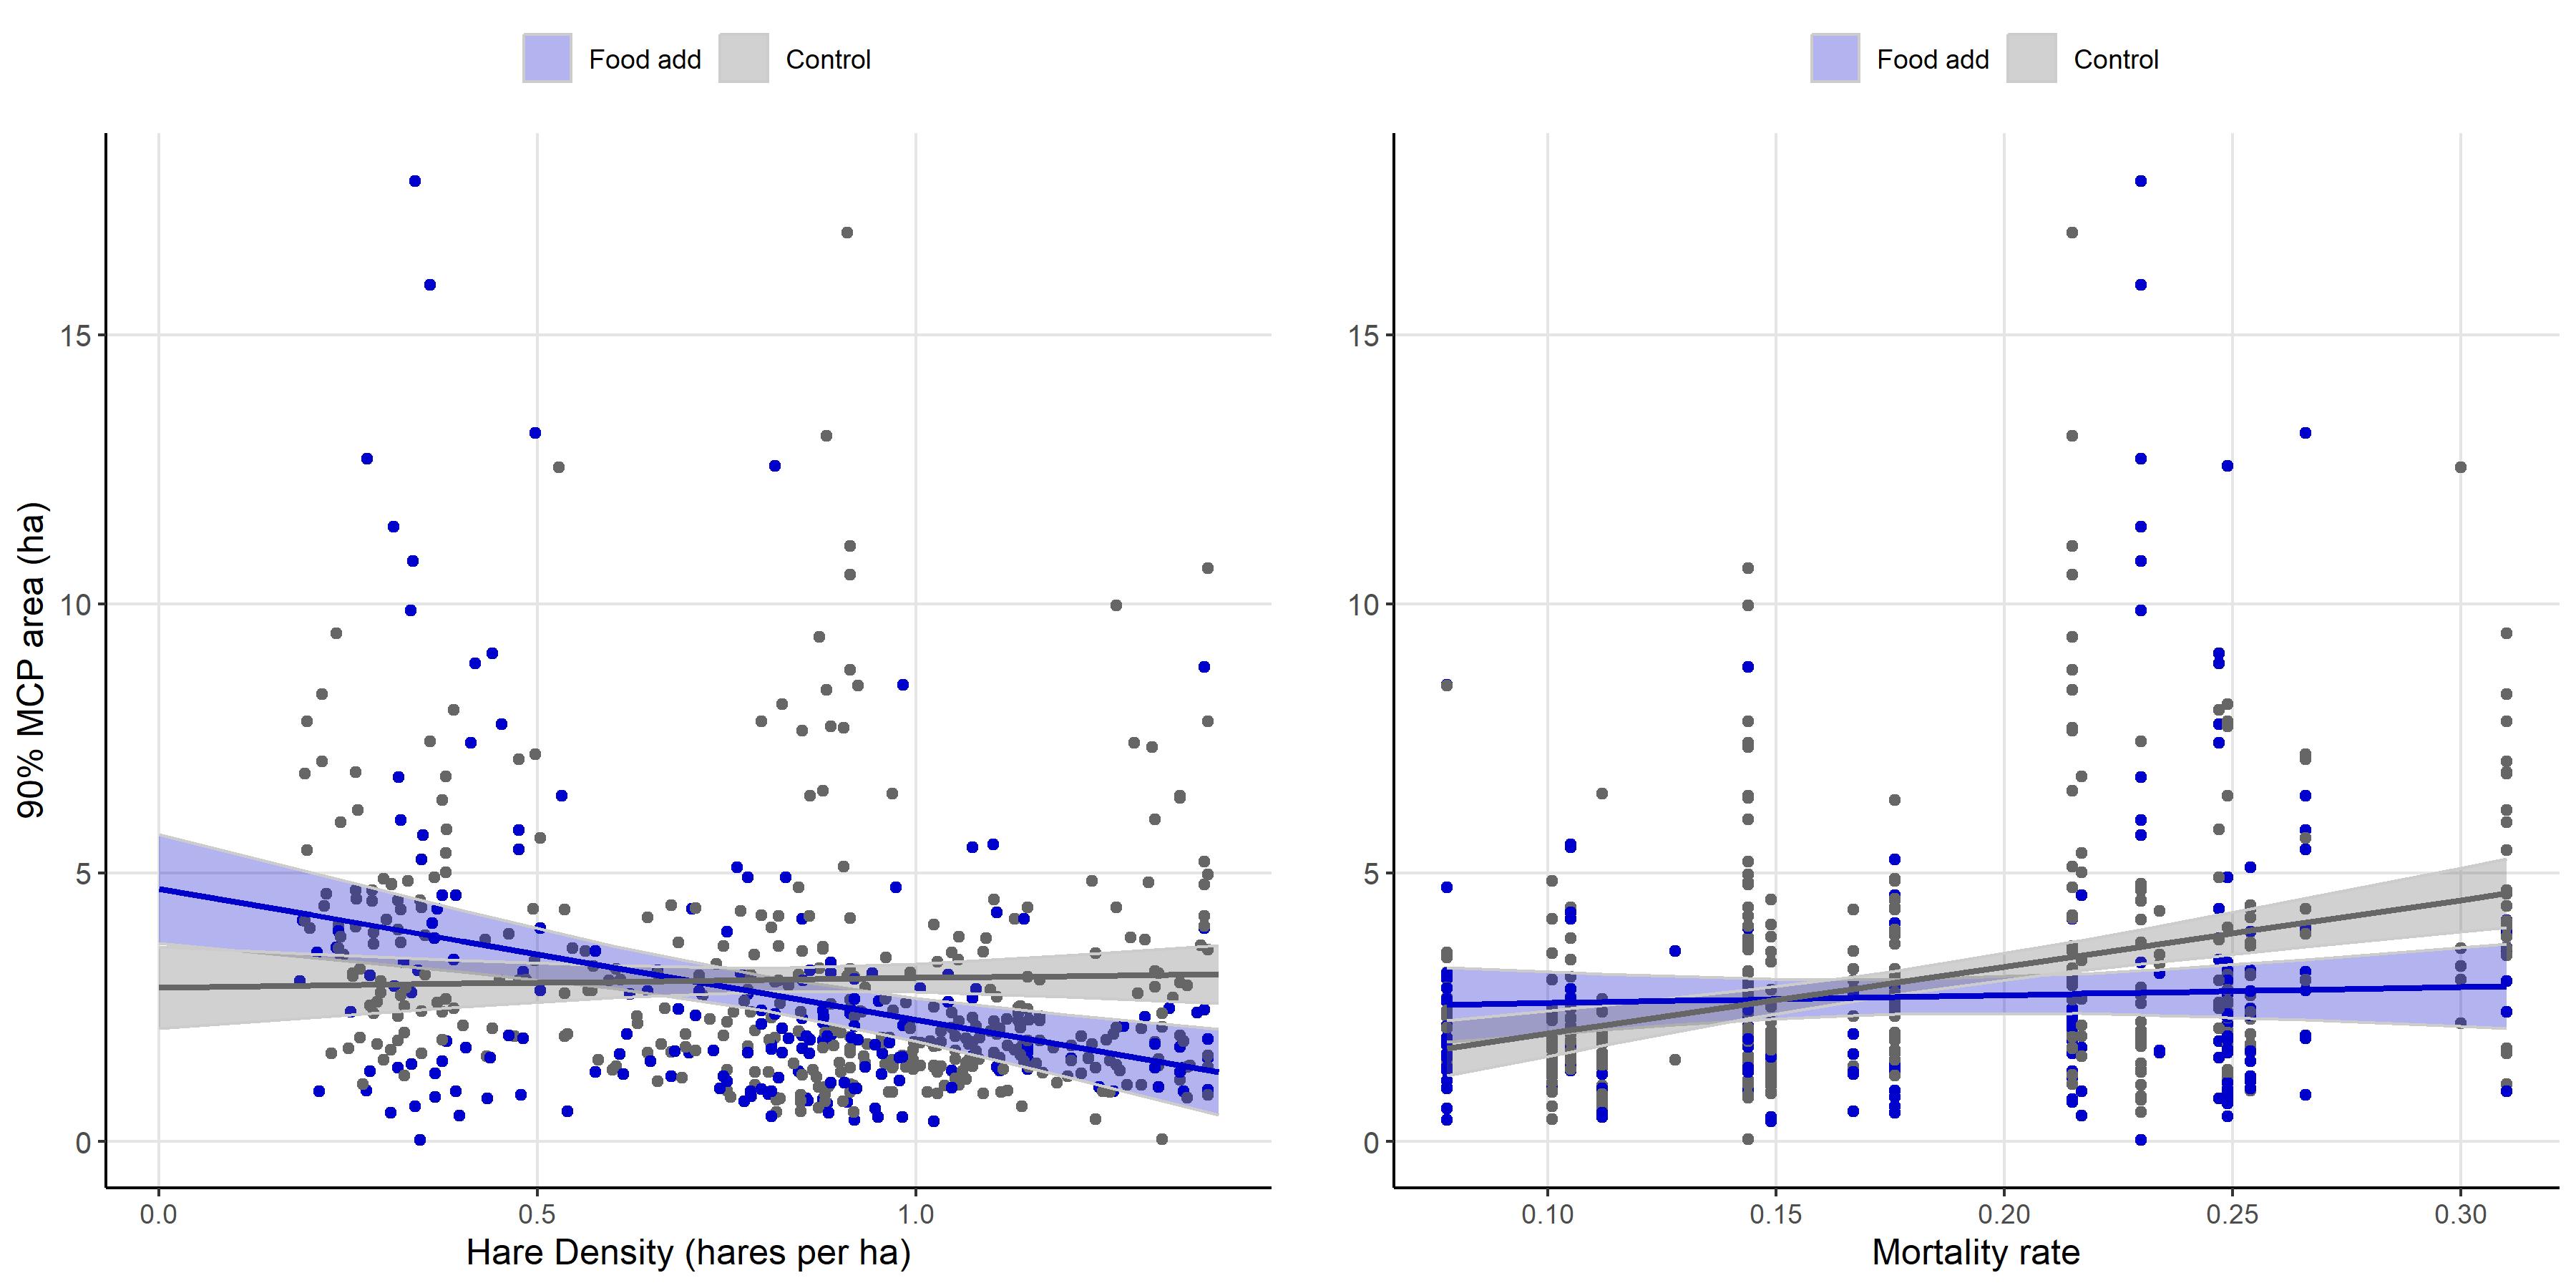 Food add Control
Food add Control
90% MCP area (ha)
15
10
5
0
0.0 0.5 1.0
Hare Density (hares per ha)
15
10
5
0
0.10 0.15 0.20 0.25 0.30
Mortality rate